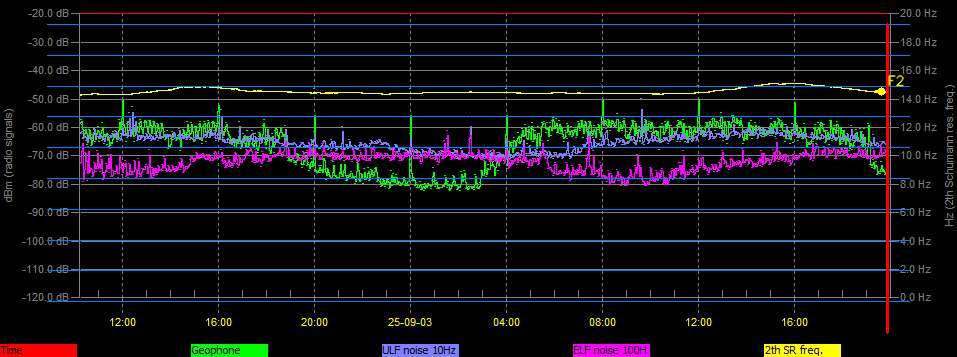 -20.0 dB 20.0 Hz
-30.0 dB 18.0 Hz
-40.0 dB 16.0 Hz
F2
-50.0 dB 14.0 Hz
-60.0 dB 12.0 Hz
-70.0 dB 10.0 Hz
-80.0 dB 8.0 Hz
-90.0 dB 6.0 Hz
-100.0 dB 4.0 Hz
-110.0 dB 2.0 Hz
-120.0 dB 0.0 Hz
dBm (radio signals)
Hz (2th Schumann res. freq.)
12:00 16:00 20:00 25-09-03 04:00 08:00 12:00 16:00
Time Geophone ULF noise 10Hz ELF noise 100H 2th SR freq.